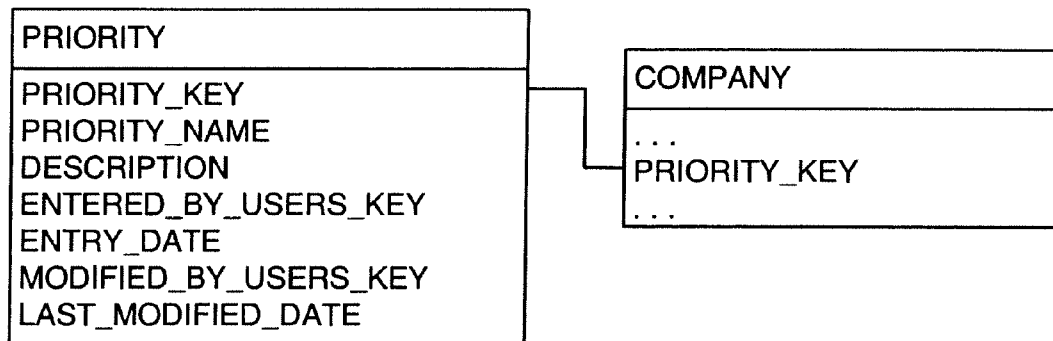 PRIORITY
PRIORITY_KEY
PRIORITY_NAME
DESCRIPTION
ENTERED_BY_USERS_KEY
ENTRY_DATE
MODIFIED_BY_USERS_KEY
LAST_MODIFIED_DATE
COMPANY
. . .
PRIORITY_KEY
. . .